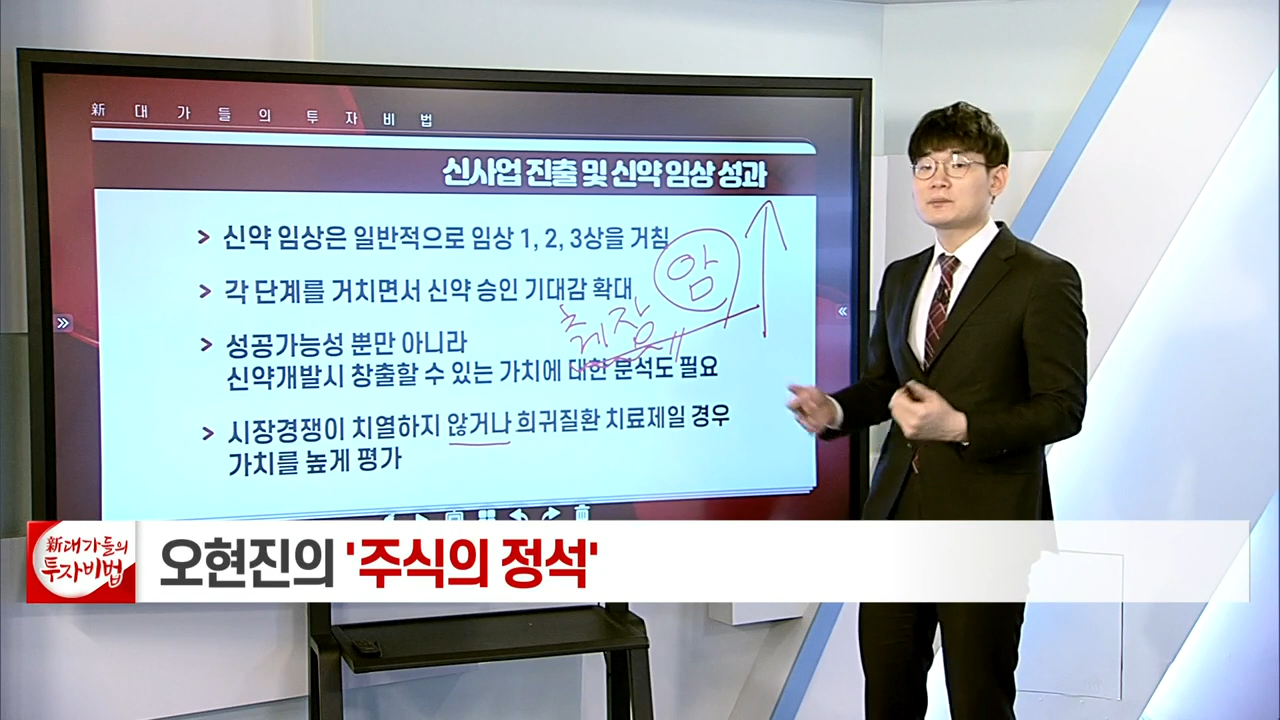 新대가들의투자비법
신사업 진출 및 신약 임상 성과
신약 임상은 일반적으로 임상 1, 2, 3상을 거침
각 단계를 거치면서 신약 승인 기대감 확대
암
췌장
성공가능성 뿐만 아니라
신약개발시 창출할 수 있는 가치에 대한 분석도 필요
시장경쟁이 치열하지 않거나 희귀질환 치료제일 경우
가치를 높게 평가
新대가들의
투자비법
오현진의 '주식의 정석'